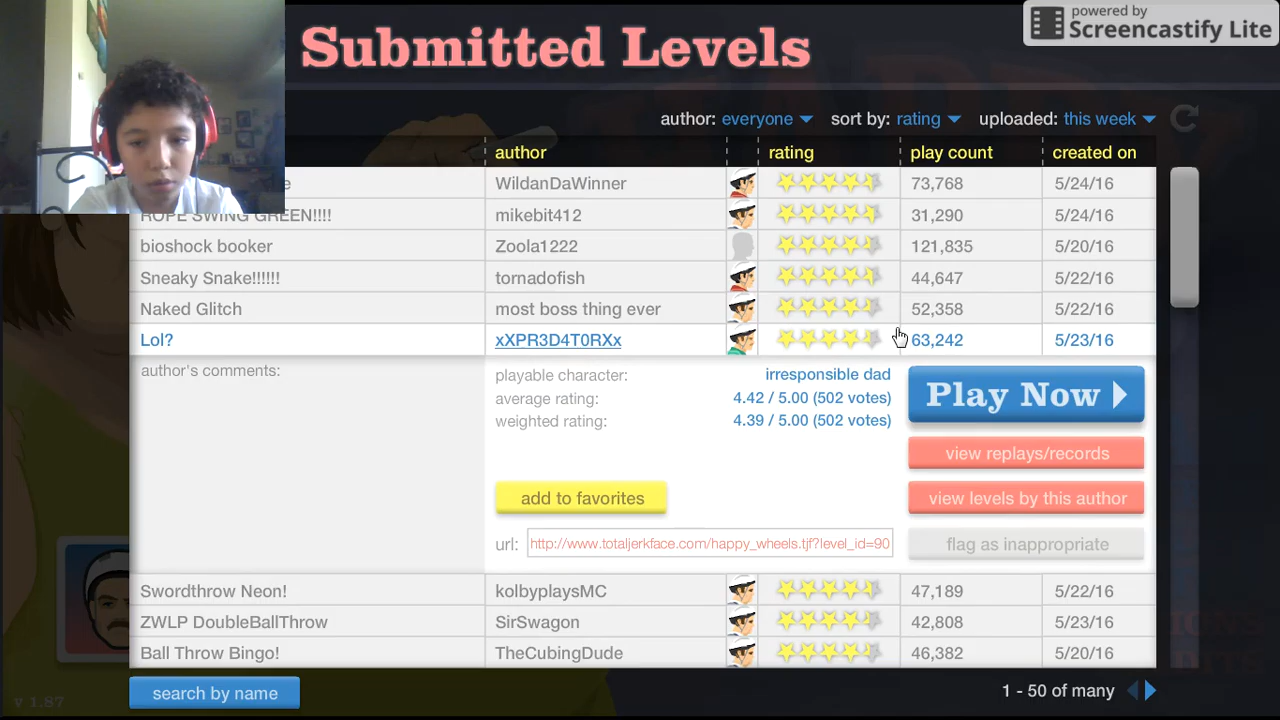 powered by
Screencastify Lite
Submitted Levels
author: everyone sort by: rating uploaded: this week
author rating play count created on
WildanDaWinner 73,768 5/24/16
ROPE SWING GREEN!!!! mikebit412 31,290 5/24/16
bioshock booker Zoola1222 121,835 5/20/16
Sneaky Snake!!!!!! tornadofish 44,647 5/22/16
Naked Glitch most boss thing ever 52,358 5/22/16
Lol? xXPR3D4T0RXx 63,242 5/23/16
author's comments:
playable character: irresponsible dad
average rating: 4.42 / 5.00 (502 votes)
weighted rating: 4.39 / 5.00 (502 votes)
Play Now
view replays/records
add to favorites
view levels by this author
url: http://www.totaljerkface.com/happy_wheels.tjf?level_id=90
flag as inappropriate
Swordthrow Neon! kolbyplaysMC 47,189 5/22/16
ZWLP DoubleBallThrow SirSwagon 42,808 5/23/16
Ball Throw Bingo! TheCubingDude 46,382 5/20/16
search by name
1 - 50 of many
v 1.87